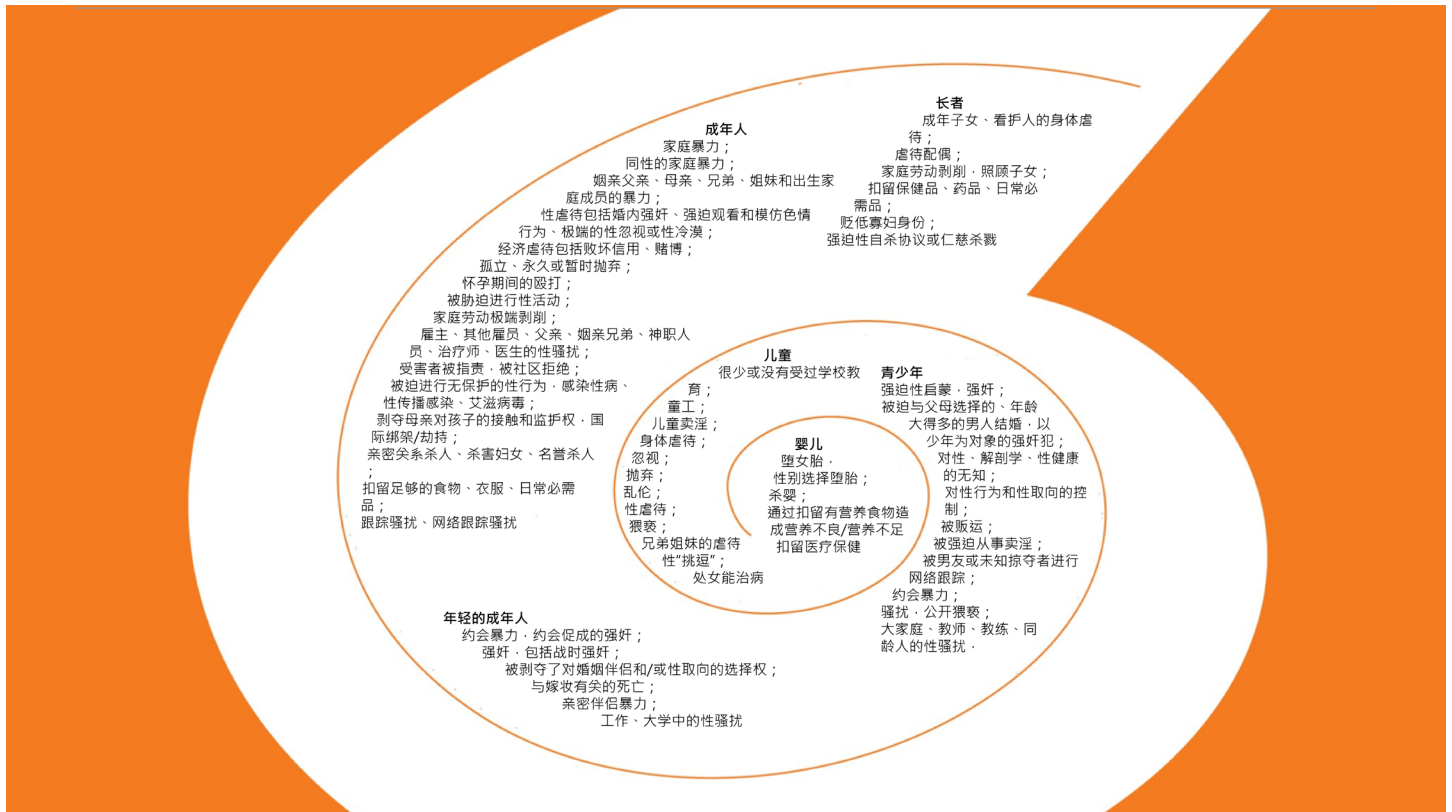 长者
成年子女、看护人的身体虐
待；
虐待配偶；
家庭劳动剥削，照顾子女；
扣留保健品、药品、日常必
需品；
贬低寡妇身份；
强迫性自杀协议或仁慈杀戮
成年人
家庭暴力；
同性的家庭暴力；
姻亲父亲、母亲、兄弟、姐妹和出生家
庭成员的暴力；
性虐待包括婚内强奸、强迫观看和模仿色情
行为、极端的性忽视或性冷漠；
经济虐待包括败坏信用、赌博；
孤立、永久或暂时抛弃；
怀孕期间的殴打；
被胁迫进行性活动；
家庭劳动极端剥削；
雇主、其他雇员、父亲、姻亲兄弟、神职人
员、治疗师、医生的性骚扰；
受害者被指责，被社区拒绝；
被迫进行无保护的性行为，感染性病、
性传播感染、艾滋病毒；
剥夺母亲对孩子的接触和监护权，国
际绑架/劫持；
亲密关系杀人、杀害妇女、名誉杀人
；
扣留足够的食物、衣服、日常必需
品；
跟踪骚扰、网络跟踪骚扰
儿童
很少或没有受过学校教
育；
童工；
儿童卖淫；
身体虐待；
忽视；
抛弃；
乱伦；
性虐待；
猥亵；
兄弟姐妹的虐待
性“挑逗”；
处女能治病
婴儿
堕女胎，
性别选择堕胎；
杀婴；
通过扣留有营养食物造
成营养不良/营养不足
扣留医疗保健
青少年
强迫性启蒙，强奸；
被迫与父母选择的、年龄
大得多的男人结婚，以
少年为对象的强奸犯；
对性、解剖学、性健康
的无知；
对性行为和性取向的控
制；
被贩运；
被强迫从事卖淫；
被男友或未知掠夺者进行
网络跟踪；
约会暴力；
骚扰，公开猥亵；
大家庭、教师、教练、同
龄人的性骚扰．
年轻的成年人
约会暴力，约会促成的强奸；
强奸，包括战时强奸；
被剥夺了对婚姻伴侣和/或性取向的选择权；
与嫁妆有关的死亡；
亲密伴侣暴力；
工作、大学中的性骚扰